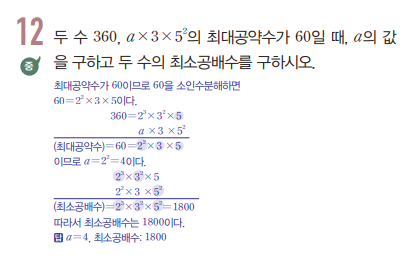 12 두 수 360, a×3×5²의 최대공약수가 60일 때, a의 값
중 을 구하고 두 수의 최소공배수를 구하시오.
최대공약수가 60이므로 60을 소인수분해하면
60=2²×3×5이다.
360=2³×3²×5
a ×3 ×5²
(최대공약수)=60=2²×3 ×5
이므로 a=2²=4이다.
2³×3²×5
2²×3 ×5²
(최소공배수)=2³×3²×5²=1800
따라서 최소공배수는 1800이다.
답 a=4, 최소공배수: 1800